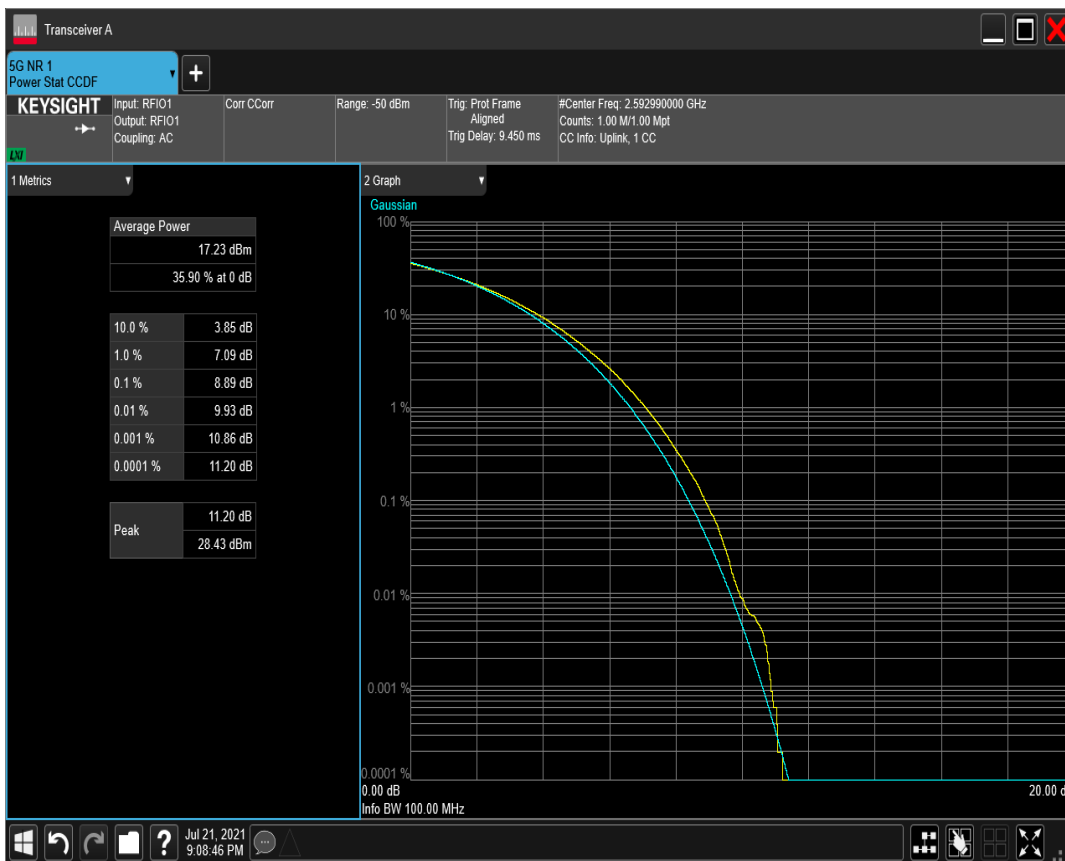 Transceiver A
5G NR 1
Power Stat CCDF
KEYSIGHT
LXI
Input: RFIO1
Output: RFIO1
Coupling: AC
Corr CCorr
Range: -50 dBm
Trig: Prot Frame
Aligned
Trig Delay: 9.450 ms
#Center Freq: 2.592990000 GHz
Counts: 1.00 M/1.00 Mpt
CC Info: Uplink, 1 CC
1 Metrics
Average Power
17.23 dBm
35.90 % at 0 dB
10.0 % 3.85 dB
1.0 % 7.09 dB
0.1 % 8.89 dB
0.01 % 9.93 dB
0.001 % 10.86 dB
0.0001 % 11.20 dB
Peak
11.20 dB
28.43 dBm
2 Graph
Gaussian
100 %
10 %
1 %
0.1 %
0.01 %
0.001 %
0.0001 %
0.00 dB
20.00 d
Info BW 100.00 MHz
Jul 21, 2021
9:08:46 PM